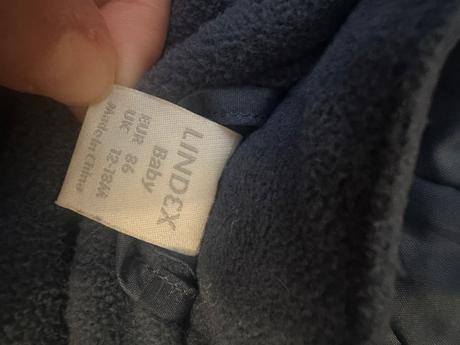 LINDEX
Baby
EUR 86
UK 12-18M
Made in China